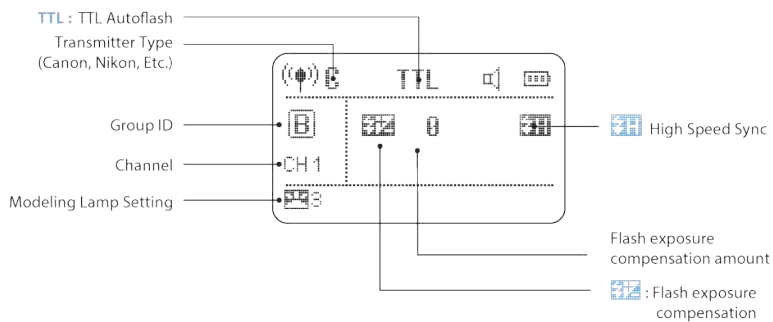 TTL : TTL Autoflash
Transmitter Type
(Canon, Nikon, Etc.)
C TTL
Group ID
B 0
H High Speed Sync
Channel
CH 1
Modeling Lamp Setting
3
Flash exposure
compensation amount
: Flash exposure
compensation